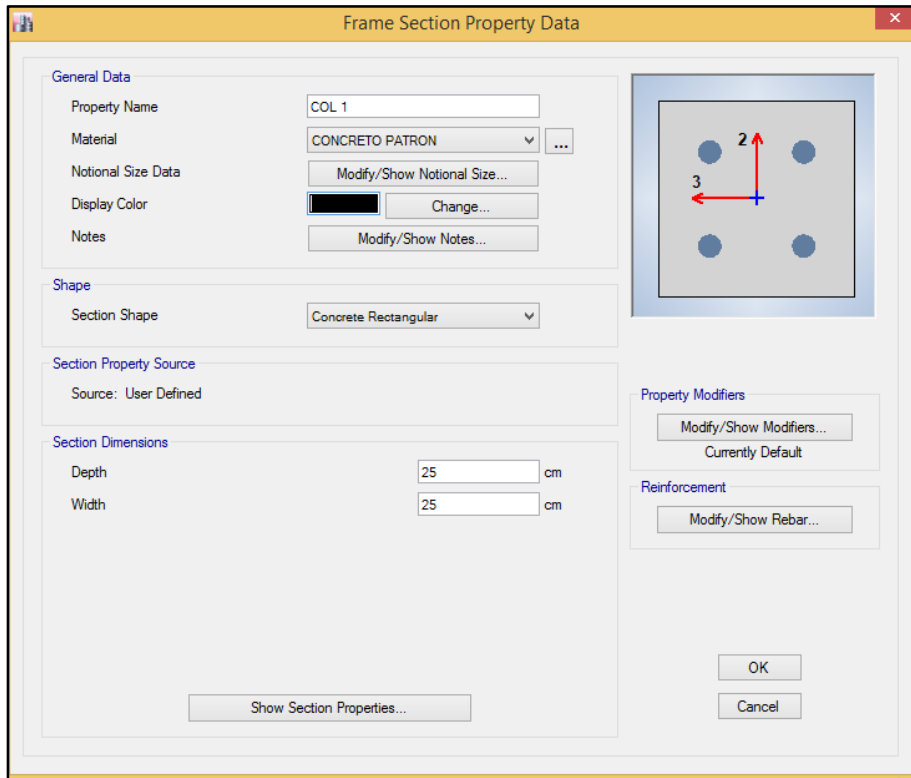 Frame Section Property Data
General Data
Property Name COL 1
Material CONCRETO PATRON ...
Notional Size Data Modify/Show Notional Size...
Display Color Change...
Notes Modify/Show Notes...
2
3
Shape
Section Shape Concrete Rectangular
Section Property Source
Source: User Defined
Property Modifiers
Modify/Show Modifiers...
Currently Default
Section Dimensions
Depth 25 cm
Width 25 cm
Reinforcement
Modify/Show Rebar...
Show Section Properties...
OK
Cancel